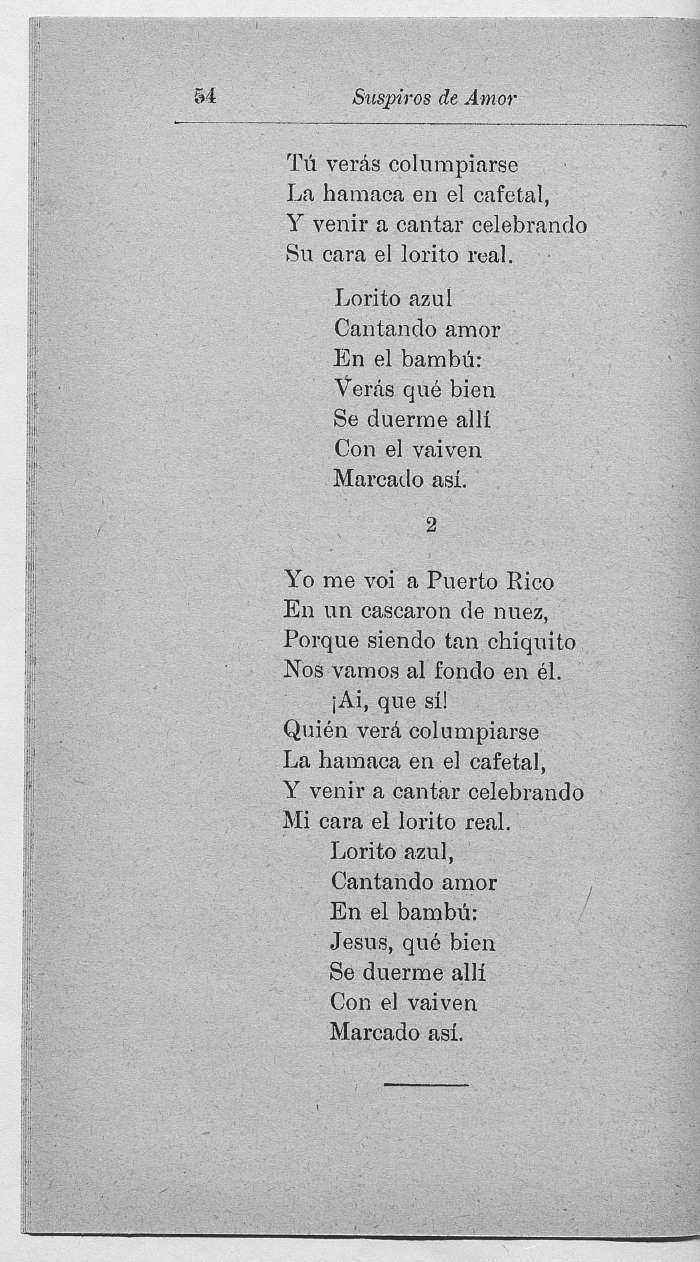 54 Suspiros de Amor
Tú verás columpiarse
La hamaca en el cafetal,
Y venir a cantar celebrando
Su cara el lorito real.
Lorito azul
Cantando amor
En el bambú:
Verás qué bien
Se duerme allí
Con el vaiven
Marcado así.
2
Yo me voi a Puerto Rico
En un cascaron de nuez,
Porque siendo tan chiquito
Nos vamos al fondo en él.
¡Ai, que sí!
Quién verá columpiarse
La hamaca en el cafetal,
Y venir a cantar celebrando
Mi cara el lorito real.
Lorito azul,
Cantando amor
En el bambú:
Jesus, qué bien
Se duerme allí
Con el vaiven
Marcado así.